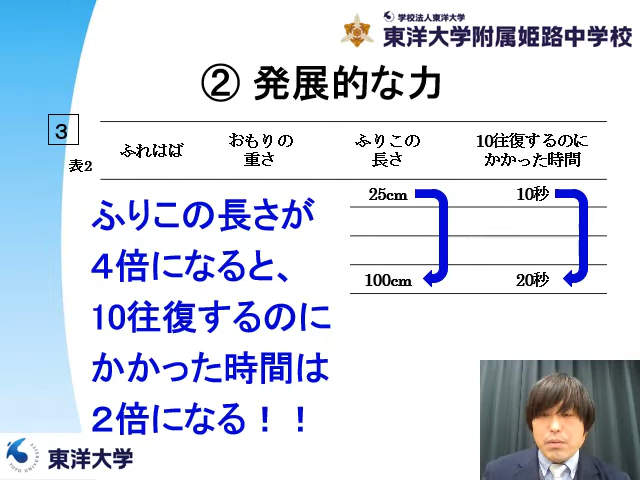 学校法人東洋大学
東洋大学附属姫路中学校
② 発展的な力
3
表2
ふれはば
おもりの
重さ
ふりこの
長さ
10往復するのに
かかった時間
25cm
10秒
100cm
20秒
ふりこの長さが
４倍になると、
10往復するのに
かかった時間は
２倍になる！！
東洋大学